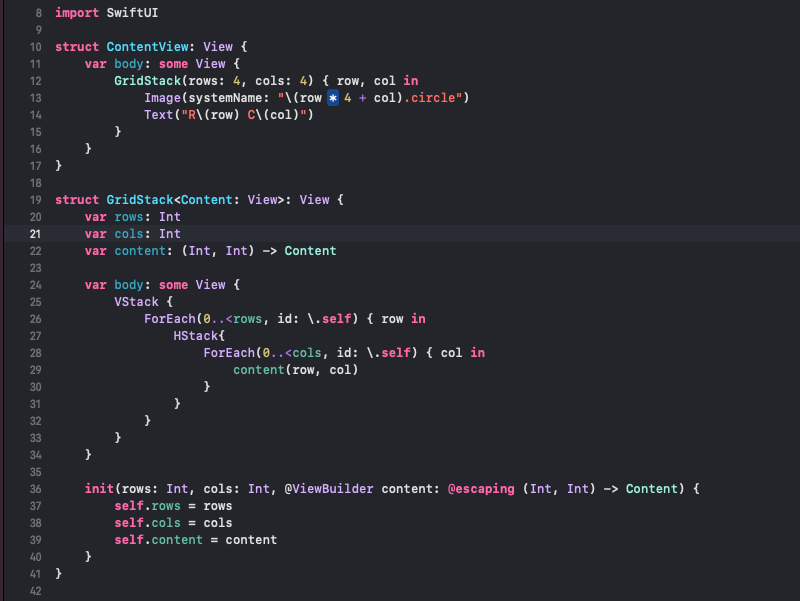 8 import SwiftUI
9
10 struct ContentView: View {
11     var body: some View {
12         GridStack(rows: 4, cols: 4) { row, col in
13             Image(systemName: "\(row * 4 + col).circle")
14             Text("R\(row) C\(col)")
15         }
16     }
17 }
18
19 struct GridStack<Content: View>: View {
20     var rows: Int
21     var cols: Int
22     var content: (Int, Int) -> Content
23
24     var body: some View {
25         VStack {
26             ForEach(0..<rows, id: \.self) { row in
27                 HStack{
28                     ForEach(0..<cols, id: \.self) { col in
29                         content(row, col)
30                     }
31                 }
32             }
33         }
34     }
35
36     init(rows: Int, cols: Int, @ViewBuilder content: @escaping (Int, Int) -> Content) {
37         self.rows = rows
38         self.cols = cols
39         self.content = content
40     }
41 }
42